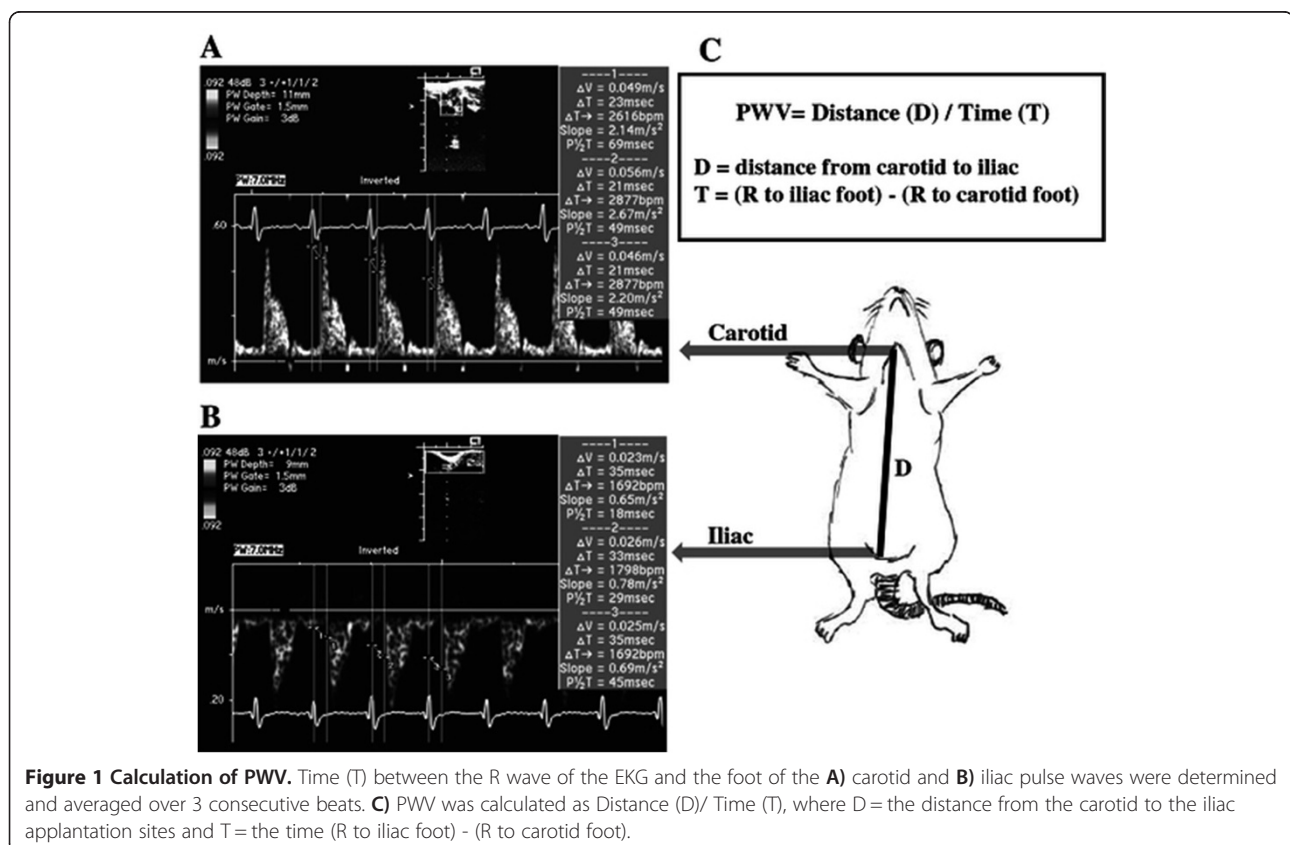 A
.092 48dB 3 -/+1/1/2
PW Depth= 11mm
PW Gate= 1.5mm
PW Gain= 3dB
.092
PW:7.0MHz
Inverted
.60
m/s
----1----
ΔV = 0.049m/s
ΔT = 23msec
ΔT→ = 2616bpm
Slope = 2.14m/s²
P½T = 69msec
----2----
ΔV = 0.056m/s
ΔT = 21msec
ΔT→ = 2877bpm
Slope = 2.67m/s²
P½T = 49msec
----3----
ΔV = 0.046m/s
ΔT = 21msec
ΔT→ = 2877bpm
Slope = 2.20m/s²
P½T = 49msec
C
PWV= Distance (D) / Time (T)
D = distance from carotid to iliac
T = (R to iliac foot) - (R to carotid foot)
Carotid
D
Iliac
B
.092 48dB 3 -/+1/1/2
PW Depth= 9mm
PW Gate= 1.5mm
PW Gain= 3dB
.092
PW:7.0MHz
Inverted
m/s
.20
----1----
ΔV = 0.023m/s
ΔT = 35msec
ΔT→ = 1692bpm
Slope = 0.65m/s²
P½T = 18msec
----2----
ΔV = 0.026m/s
ΔT = 33msec
ΔT→ = 1798bpm
Slope = 0.78m/s²
P½T = 29msec
----3----
ΔV = 0.025m/s
ΔT = 35msec
ΔT→ = 1692bpm
Slope = 0.69m/s²
P½T = 45msec
Figure 1 Calculation of PWV. Time (T) between the R wave of the EKG and the foot of the A) carotid and B) iliac pulse waves were determined
and averaged over 3 consecutive beats. C) PWV was calculated as Distance (D)/ Time (T), where D = the distance from the carotid to the iliac
applantation sites and T = the time (R to iliac foot) - (R to carotid foot).